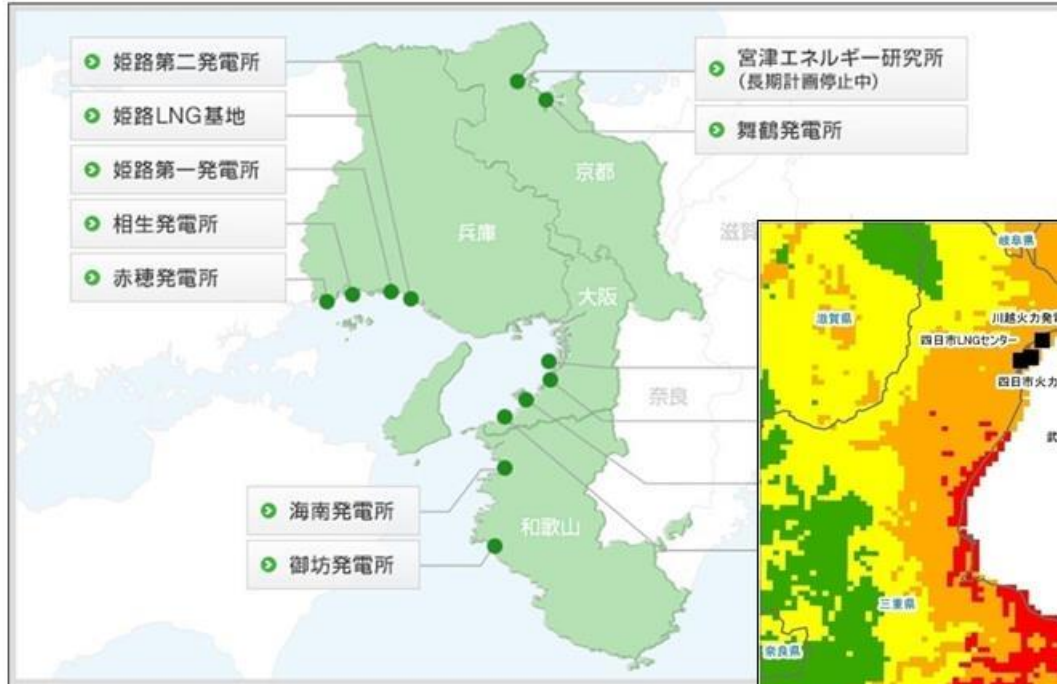 姫路第二発電所
姫路LNG基地
姫路第一発電所
相生発電所
赤穂発電所
宮津エネルギー研究所
(長期計画停止中)
舞鶴発電所
京都
兵庫
滋賀
大阪
奈良
海南発電所
御坊発電所
和歌山
岐阜県
滋賀県
川越火力発電
四日市LNGセンター
四日市火力
武
三重県
奈良県